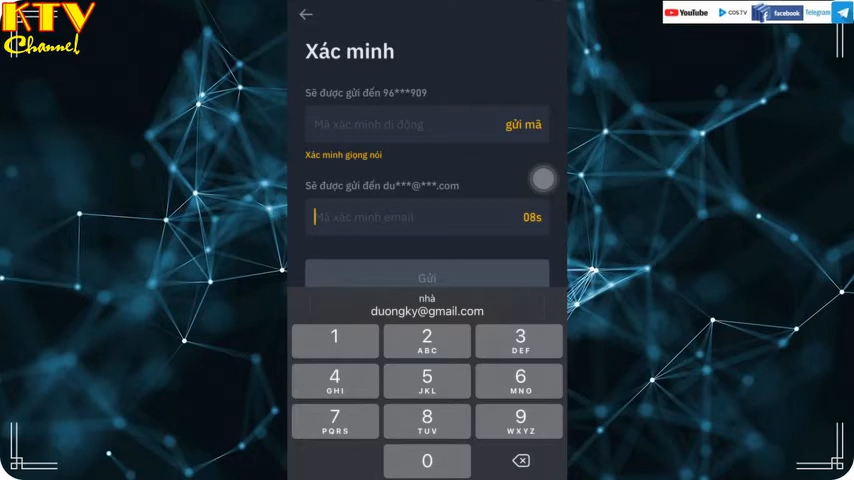 KTV
Channel
YouTube
COS.TV
facebook
Telegram
Xác minh
Sẽ được gửi đến 96***909
Mã xác minh di động
gửi mã
Xác minh giọng nói
Sẽ được gửi đến du***@***.com
Mã xác minh email
08s
Gửi
nhà
duongky@gmail.com
1
2
ABC
3
DEF
4
GHI
5
JKL
6
MNO
7
PQRS
8
TUV
9
WXYZ
0